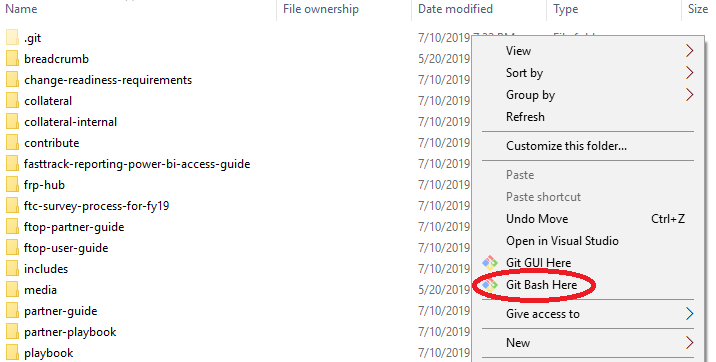 Name File ownership Date modified Type Size
.git 7/10/2019
breadcrumb 5/20/2019
change-readiness-requirements 7/10/2019
collateral 7/10/2019
collateral-internal 7/10/2019
contribute 7/10/2019
fasttrack-reporting-power-bi-access-guide 7/10/2019
frp-hub 7/10/2019
ftc-survey-process-for-fy19 7/10/2019
ftop-partner-guide 7/10/2019
ftop-user-guide 7/10/2019
includes 7/10/2019
media 5/20/2019
partner-guide 7/10/2019
partner-playbook 7/10/2019
playbook 7/10/2019
View
Sort by
Group by
Refresh
Customize this folder...
Paste
Paste shortcut
Undo Move Ctrl+Z
Open in Visual Studio
Git GUI Here
Git Bash Here
Give access to
New